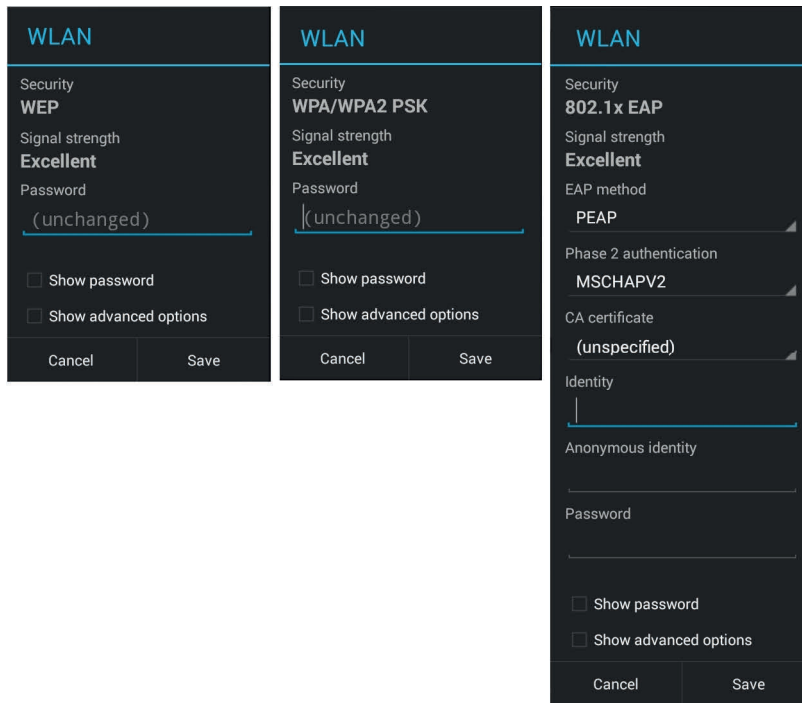 WLAN
Security
WEP
Signal strength
Excellent
Password
(unchanged)
Show password
Show advanced options
Cancel Save
WLAN
Security
WPA/WPA2 PSK
Signal strength
Excellent
Password
(unchanged)
Show password
Show advanced options
Cancel Save
WLAN
Security
802.1x EAP
Signal strength
Excellent
EAP method
PEAP
Phase 2 authentication
MSCHAPV2
CA certificate
(unspecified)
Identity
Anonymous identity
Password
Show password
Show advanced options
Cancel Save